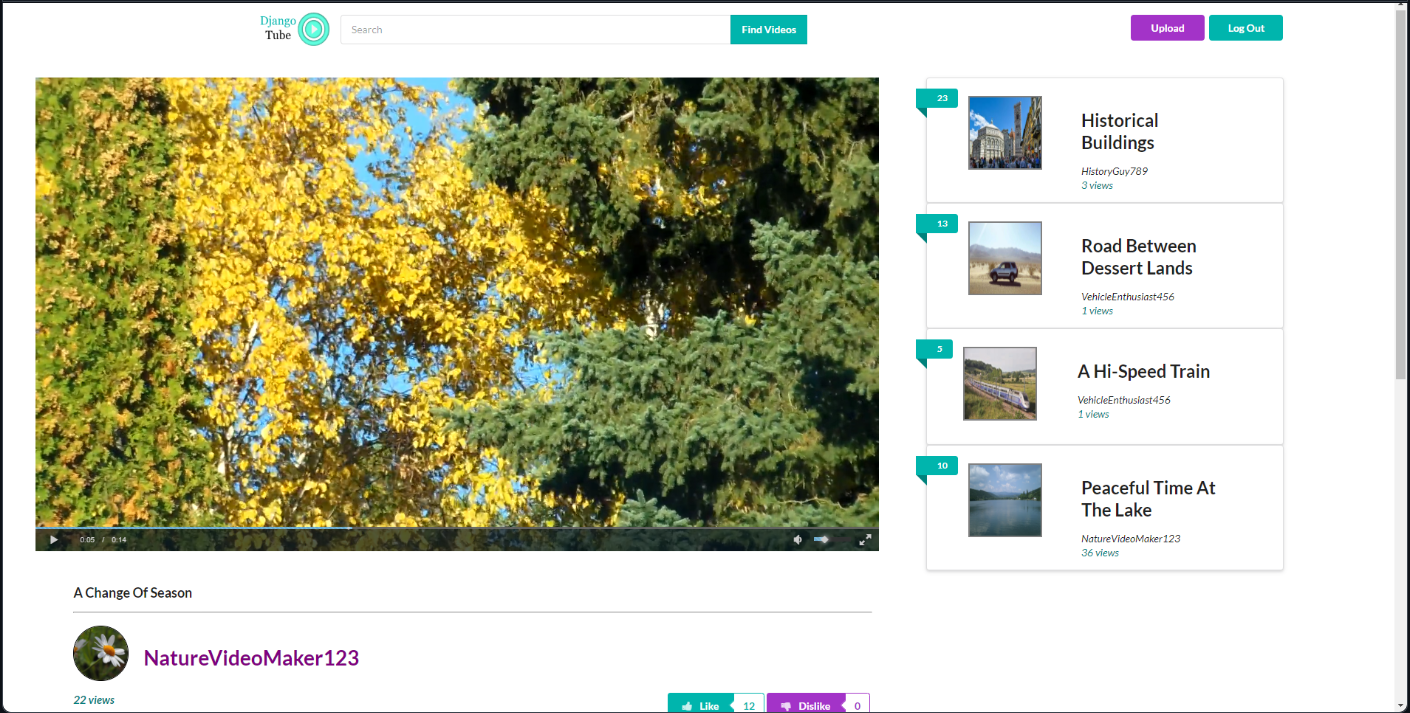 Django
Tube
Search
Find Videos
Upload
Log Out
0:05 / 0:14
A Change Of Season
NatureVideoMaker123
22 views
Like 12
Dislike 0
23
Historical
Buildings
HistoryGuy789
3 views
13
Road Between
Dessert Lands
VehicleEnthusiast456
1 views
5
A Hi-Speed Train
VehicleEnthusiast456
1 views
10
Peaceful Time At
The Lake
NatureVideoMaker123
36 views